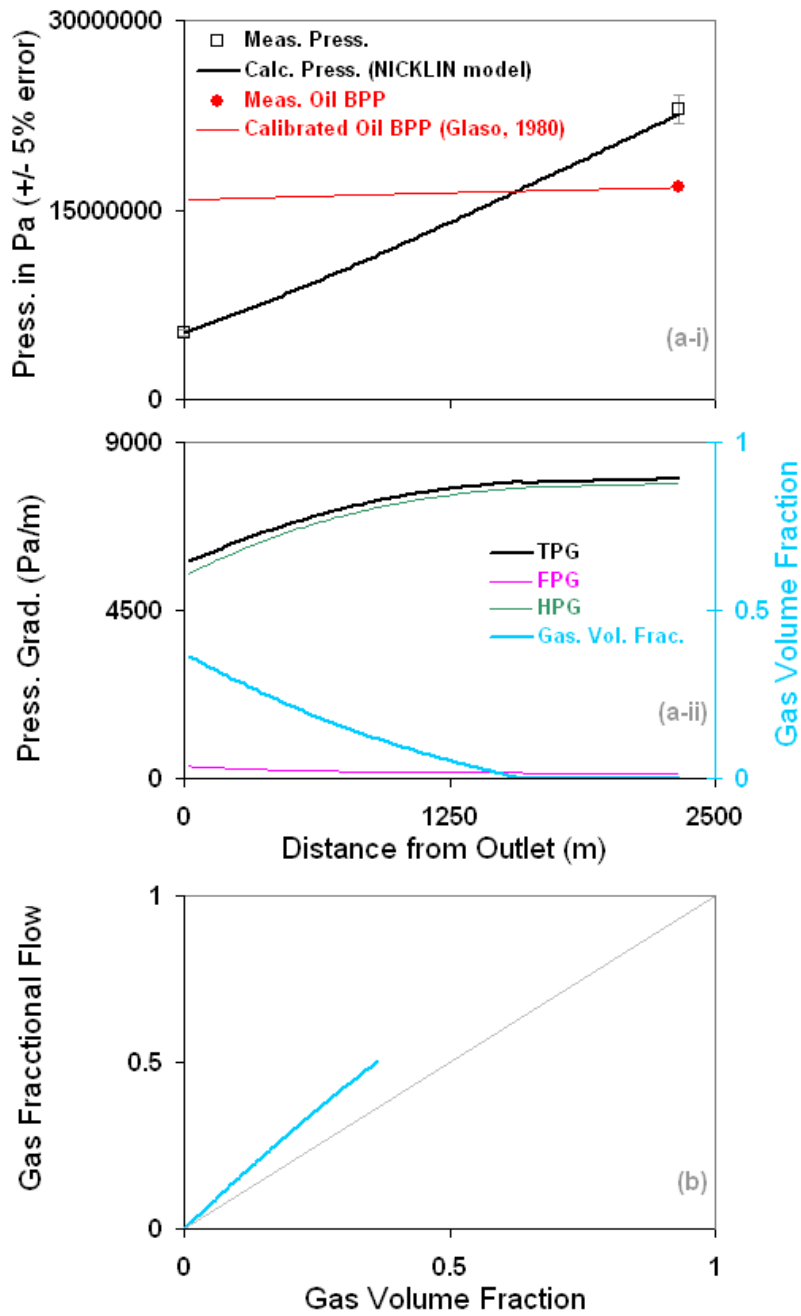 30000000
15000000
0
Press. in Pa (+/- 5% error)
Meas. Press.
Calc. Press. (NICKLIN model)
Meas. Oil BPP
Calibrated Oil BPP (Glaso, 1980)
(a-i)
9000
4500
0
Press. Grad. (Pa/m)
TPG
FPG
HPG
Gas. Vol. Frac.
(a-ii)
1
0.5
0
Gas Volume Fraction
0 1250 2500
Distance from Outlet (m)
1
0.5
0
Gas Fracctional Flow
(b)
0 0.5 1
Gas Volume Fraction